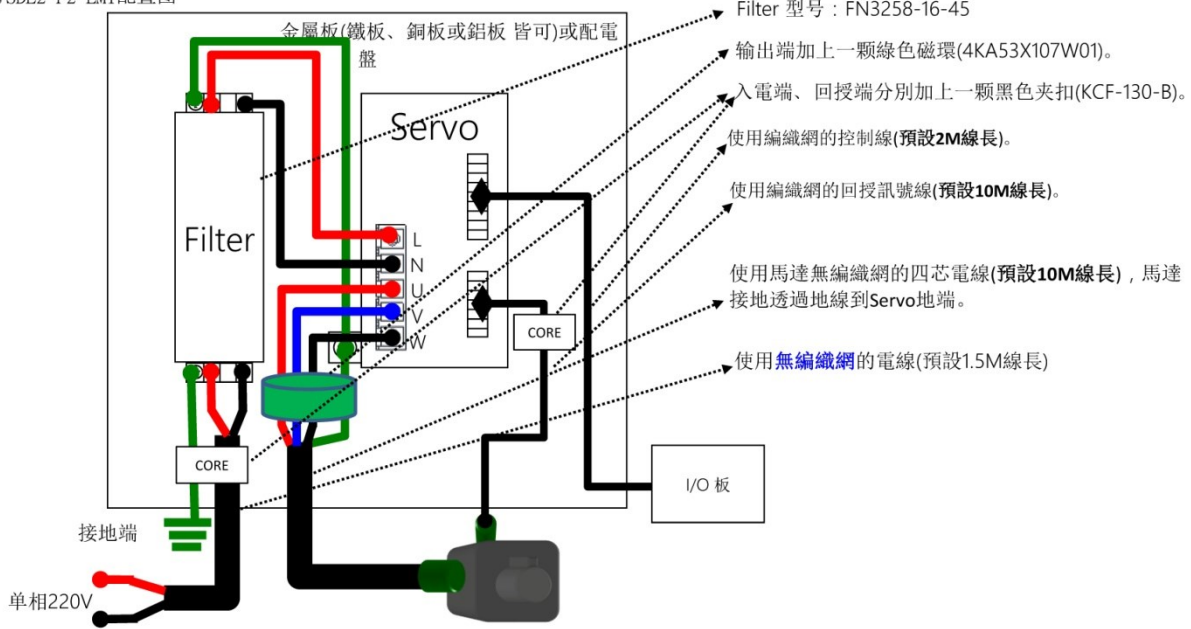 金屬板(鐵板、銅板或鋁板 皆可)或配電
盤
Filter 型号：FN3258-16-45
输出端加上一颗綠色磁環(4KA53X107W01)。
入電端、回授端分別加上一颗黑色夹扣(KCF-130-B)。
使用編織網的控制線(預設2M線長)。
使用編織網的回授訊號線(預設10M線長)。
使用馬達無編織網的四芯電線(預設10M線長)，馬達
接地透過地線到Servo地端。
使用無編織網的電線(預設1.5M線長)
Servo
Filter
L
N
U
V
W
CORE
CORE
I/O 板
接地端
单相220V